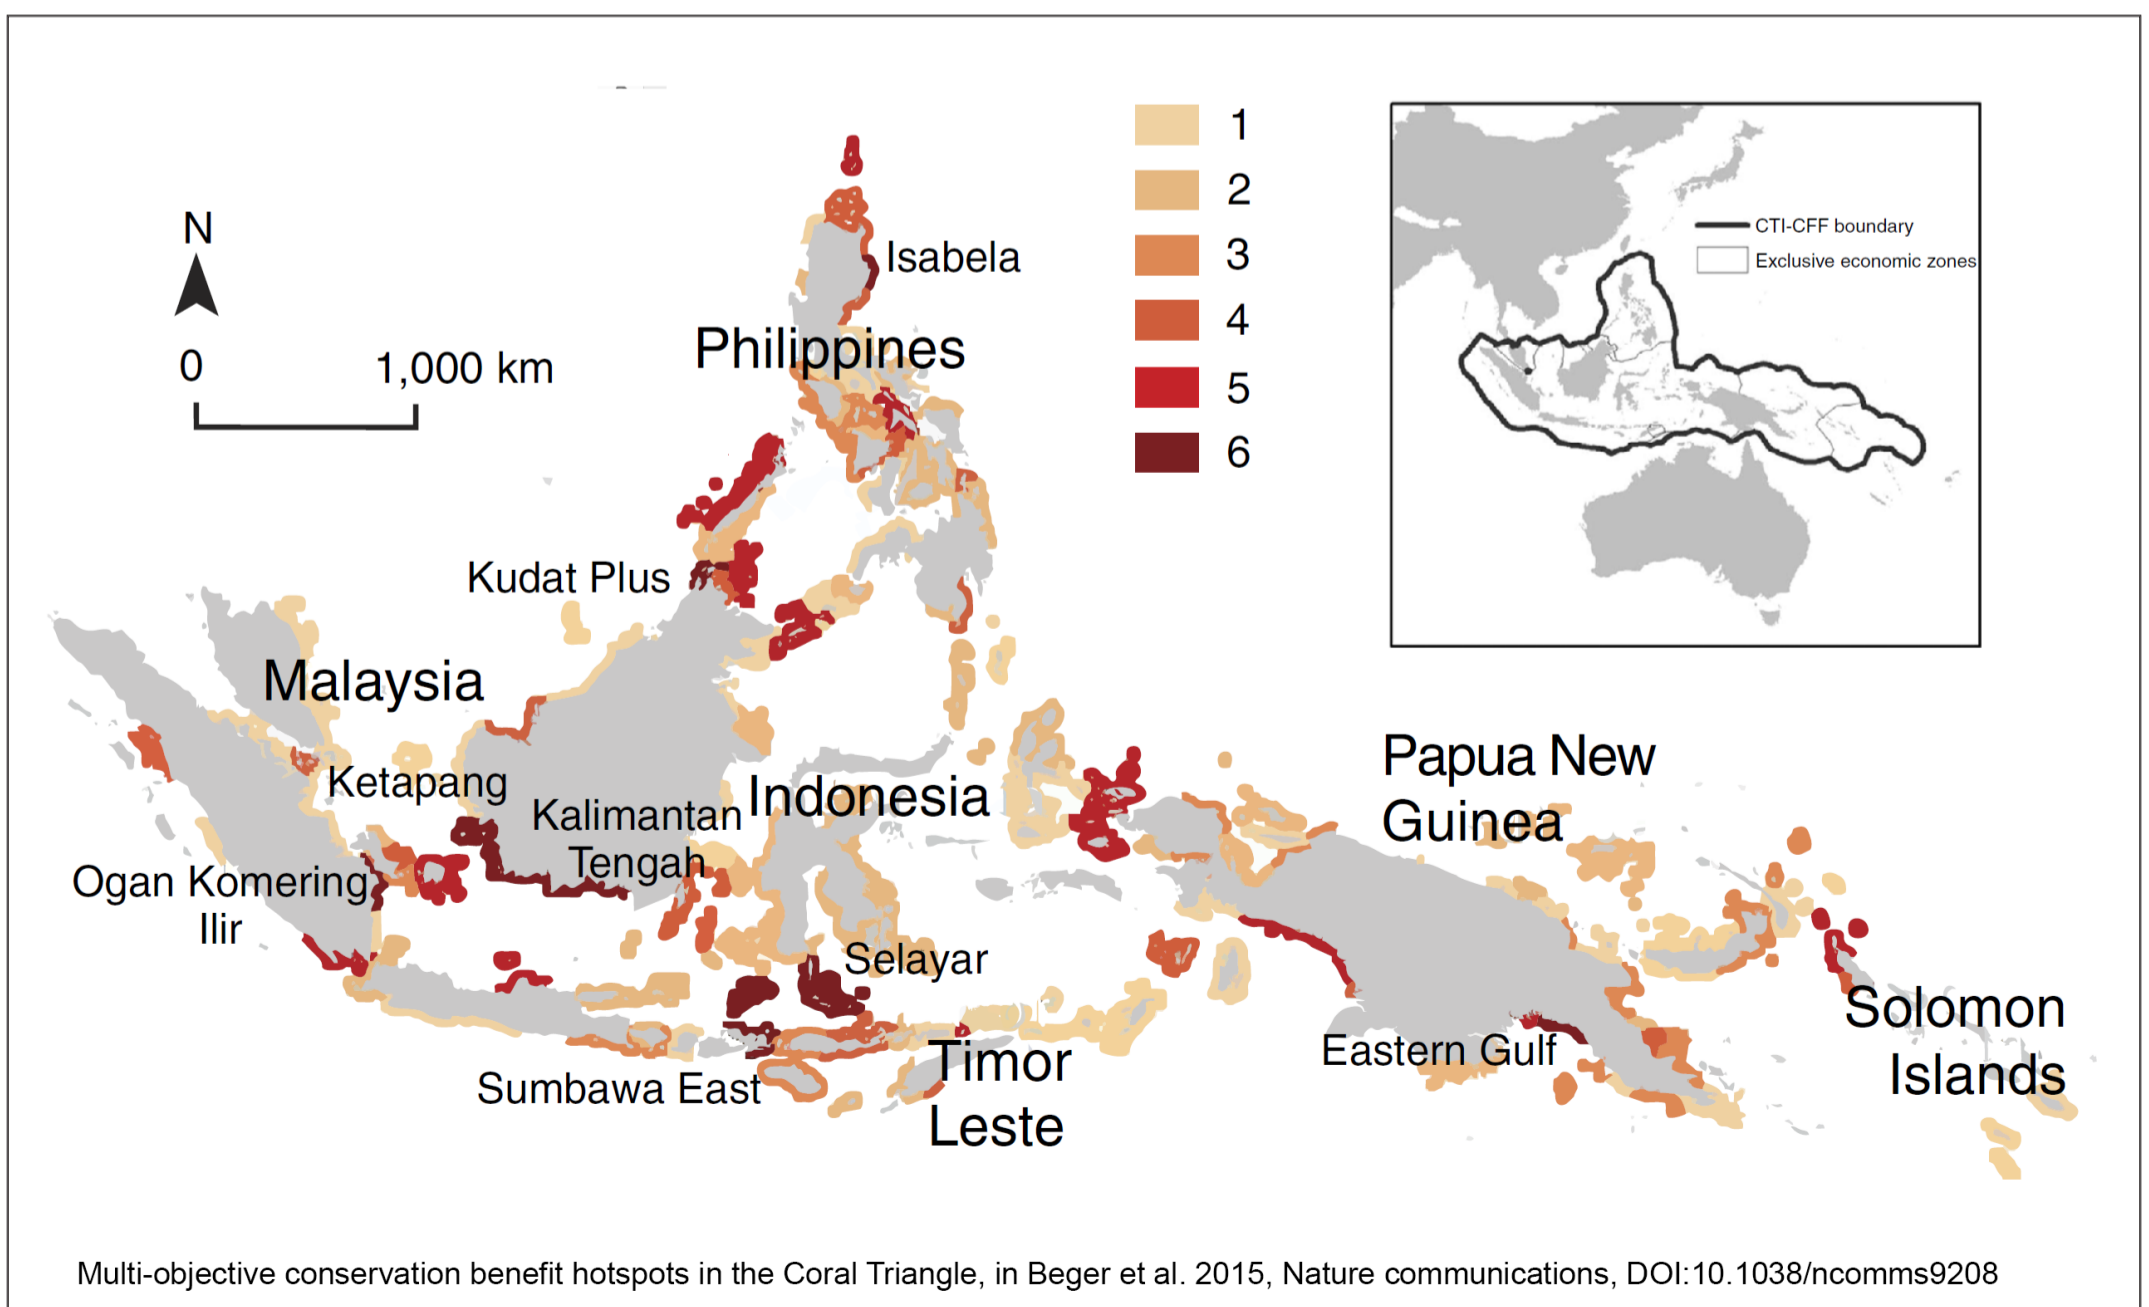 N
0 1,000 km
1
2
3
4
5
6
CTI-CFF boundary
Exclusive economic zones
Isabela
Philippines
Kudat Plus
Malaysia
Ketapang
Kalimantan
Tengah
Indonesia
Ogan Komering
Ilir
Selayar
Sumbawa East
Timor
Leste
Papua New
Guinea
Eastern Gulf
Solomon
Islands
Multi-objective conservation benefit hotspots in the Coral Triangle, in Beger et al. 2015, Nature communications, DOI:10.1038/ncomms9208